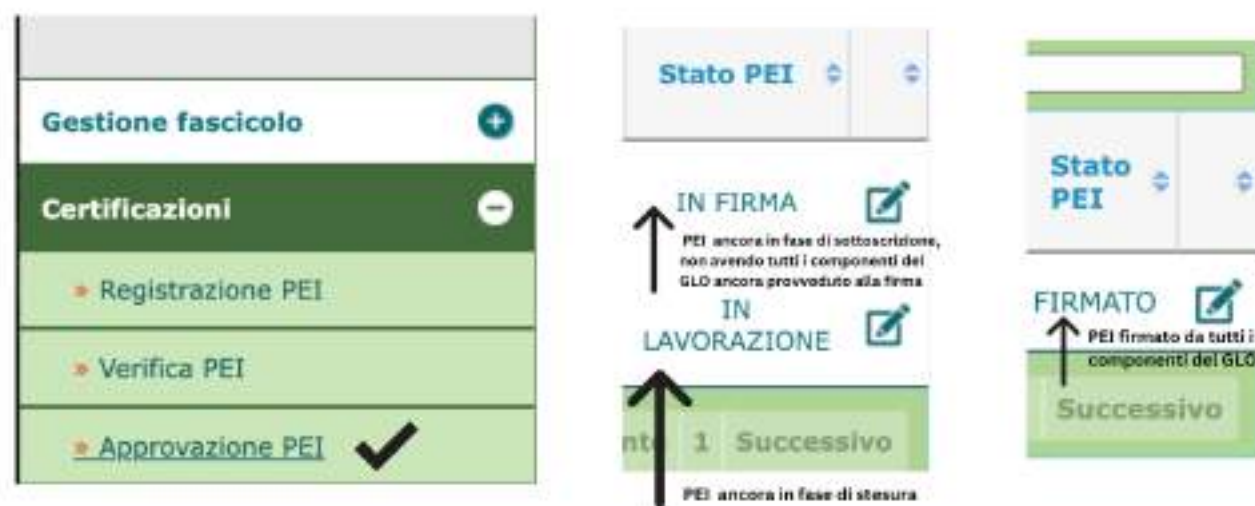 Gestione fascicolo
Certificazioni
» Registrazione PEI
» Verifica PEI
» Approvazione PEI
Stato PEI
IN FIRMA
PEI ancora in fase di sottoscrizione,
non avendo tutti i componenti del
GLO ancora provveduto alla firma
IN
LAVORAZIONE
1 Successivo
PEI ancora in fase di stesura
Stato
PEI
FIRMATO
PEI firmato da tutti i
componenti del GLO
Successivo